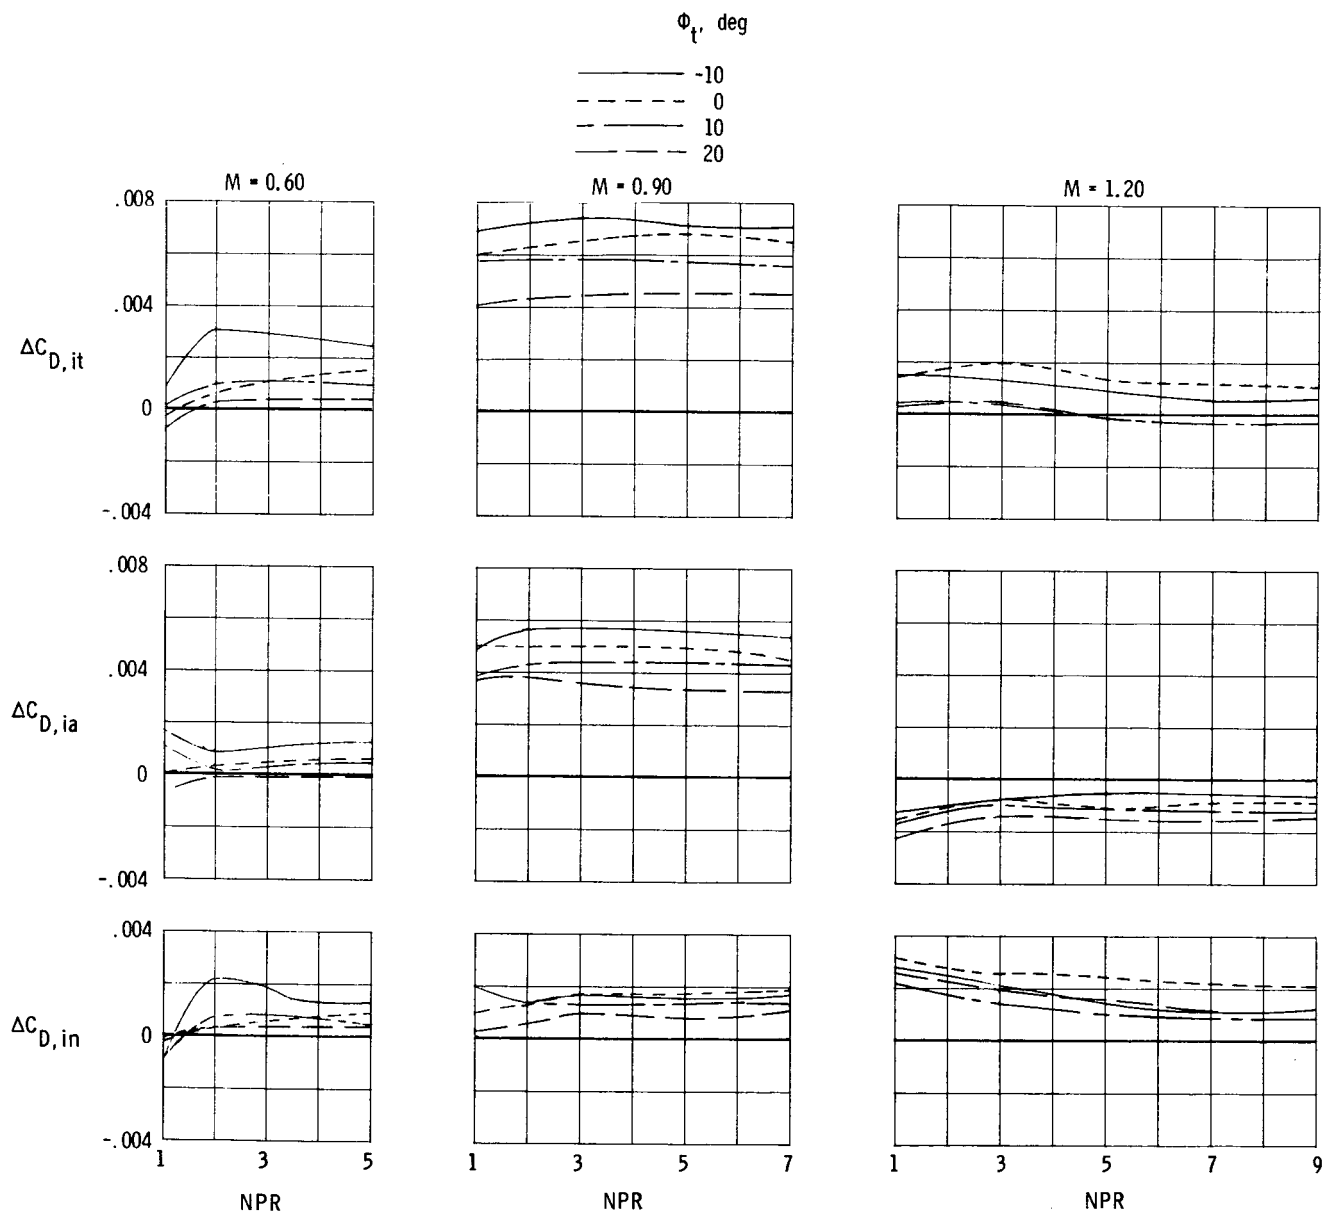 Φt, deg
-10
0
10
20
M = 0.60
M = 0.90
M = 1.20
.008
.004
ΔCD, it
0
-.004
.008
.004
ΔCD, ia
0
-.004
.004
ΔCD, in
0
-.004
1 3 5
1 3 5 7
1 3 5 7 9
NPR
NPR
NPR